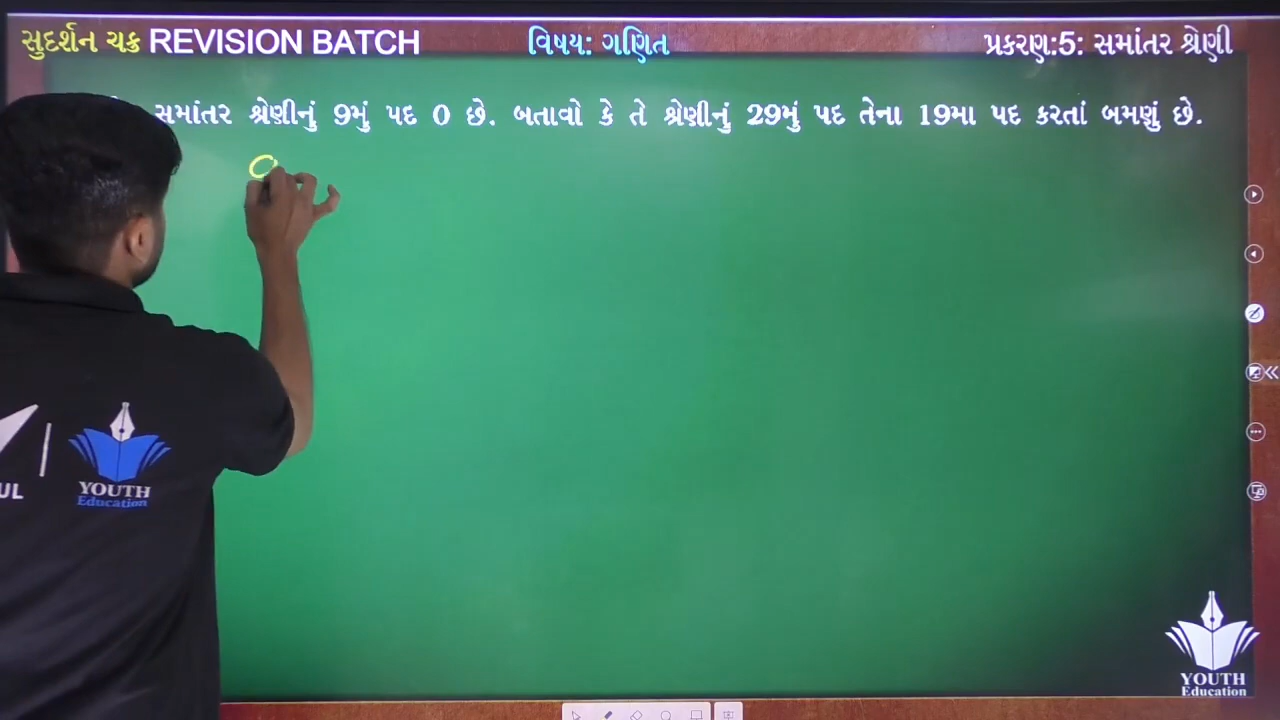 સુદર્શન ચક્ર REVISION BATCH
વિષય: ગણિત
પ્રકરણ:5: સમાંતર શ્રેણી
સમાંતર શ્રેણીનું 9મું પદ 0 છે. બતાવો કે તે શ્રેણીનું 29મું પદ તેના 19મા પદ કરતાં બમણું છે.
UL
YOUTH
Education
YOUTH
Education